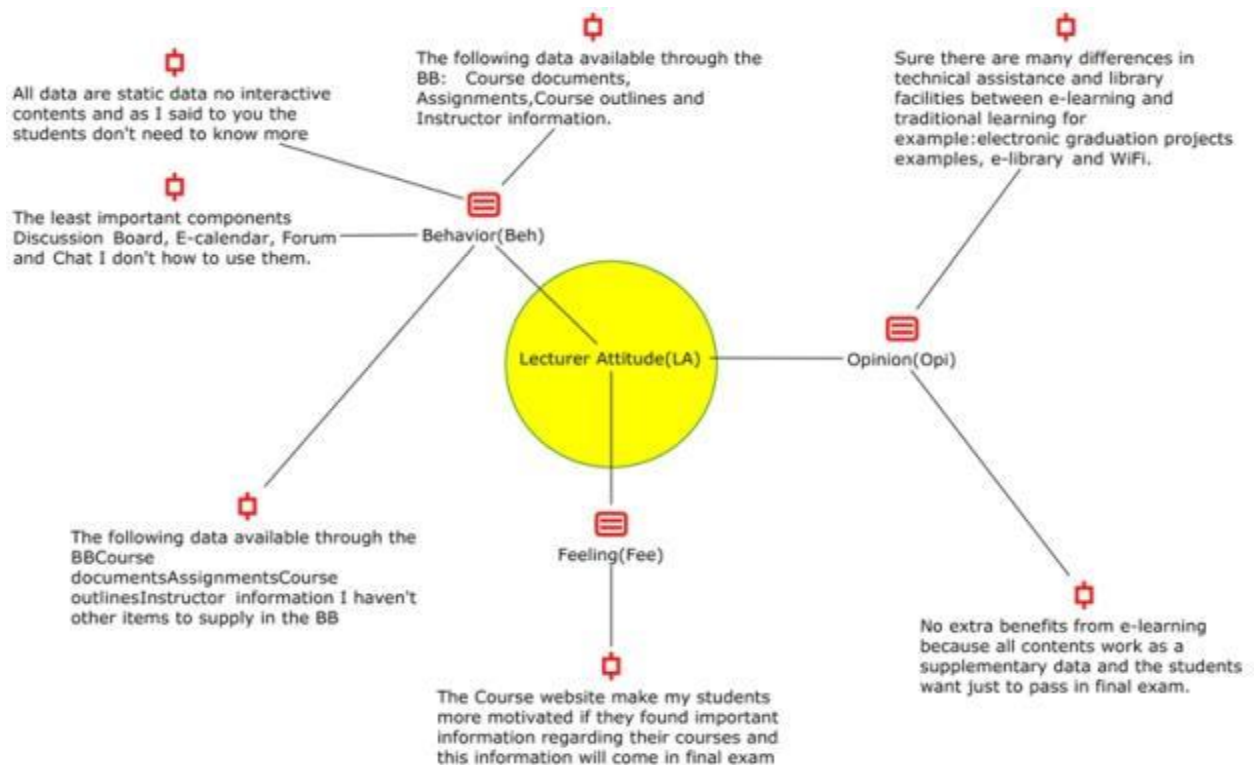 The following data available through the
BB:   Course documents,
Assignments,Course outlines and
Instructor information.
Sure there are many differences in
technical assistance and library
facilities between e-learning and
traditional learning for
example:electronic graduation projects
examples, e-library and WiFi.
All data are static data no interactive
contents and as I said to you the
students don't need to know more
The least important components
Discussion Board, E-calendar, Forum
and Chat I don't how to use them.
Behavior(Beh)
Lecturer Attitude(LA)
Opinion(Opi)
The following data available through the
BBCourse
documentsAssignmentsCourse
outlinesInstructor information I haven't
other items to supply in the BB
Feeling(Fee)
No extra benefits from e-learning
because all contents work as a
supplementary data and the students
want just to pass in final exam.
The Course website make my students
more motivated if they found important
information regarding their courses and
this information will come in final exam